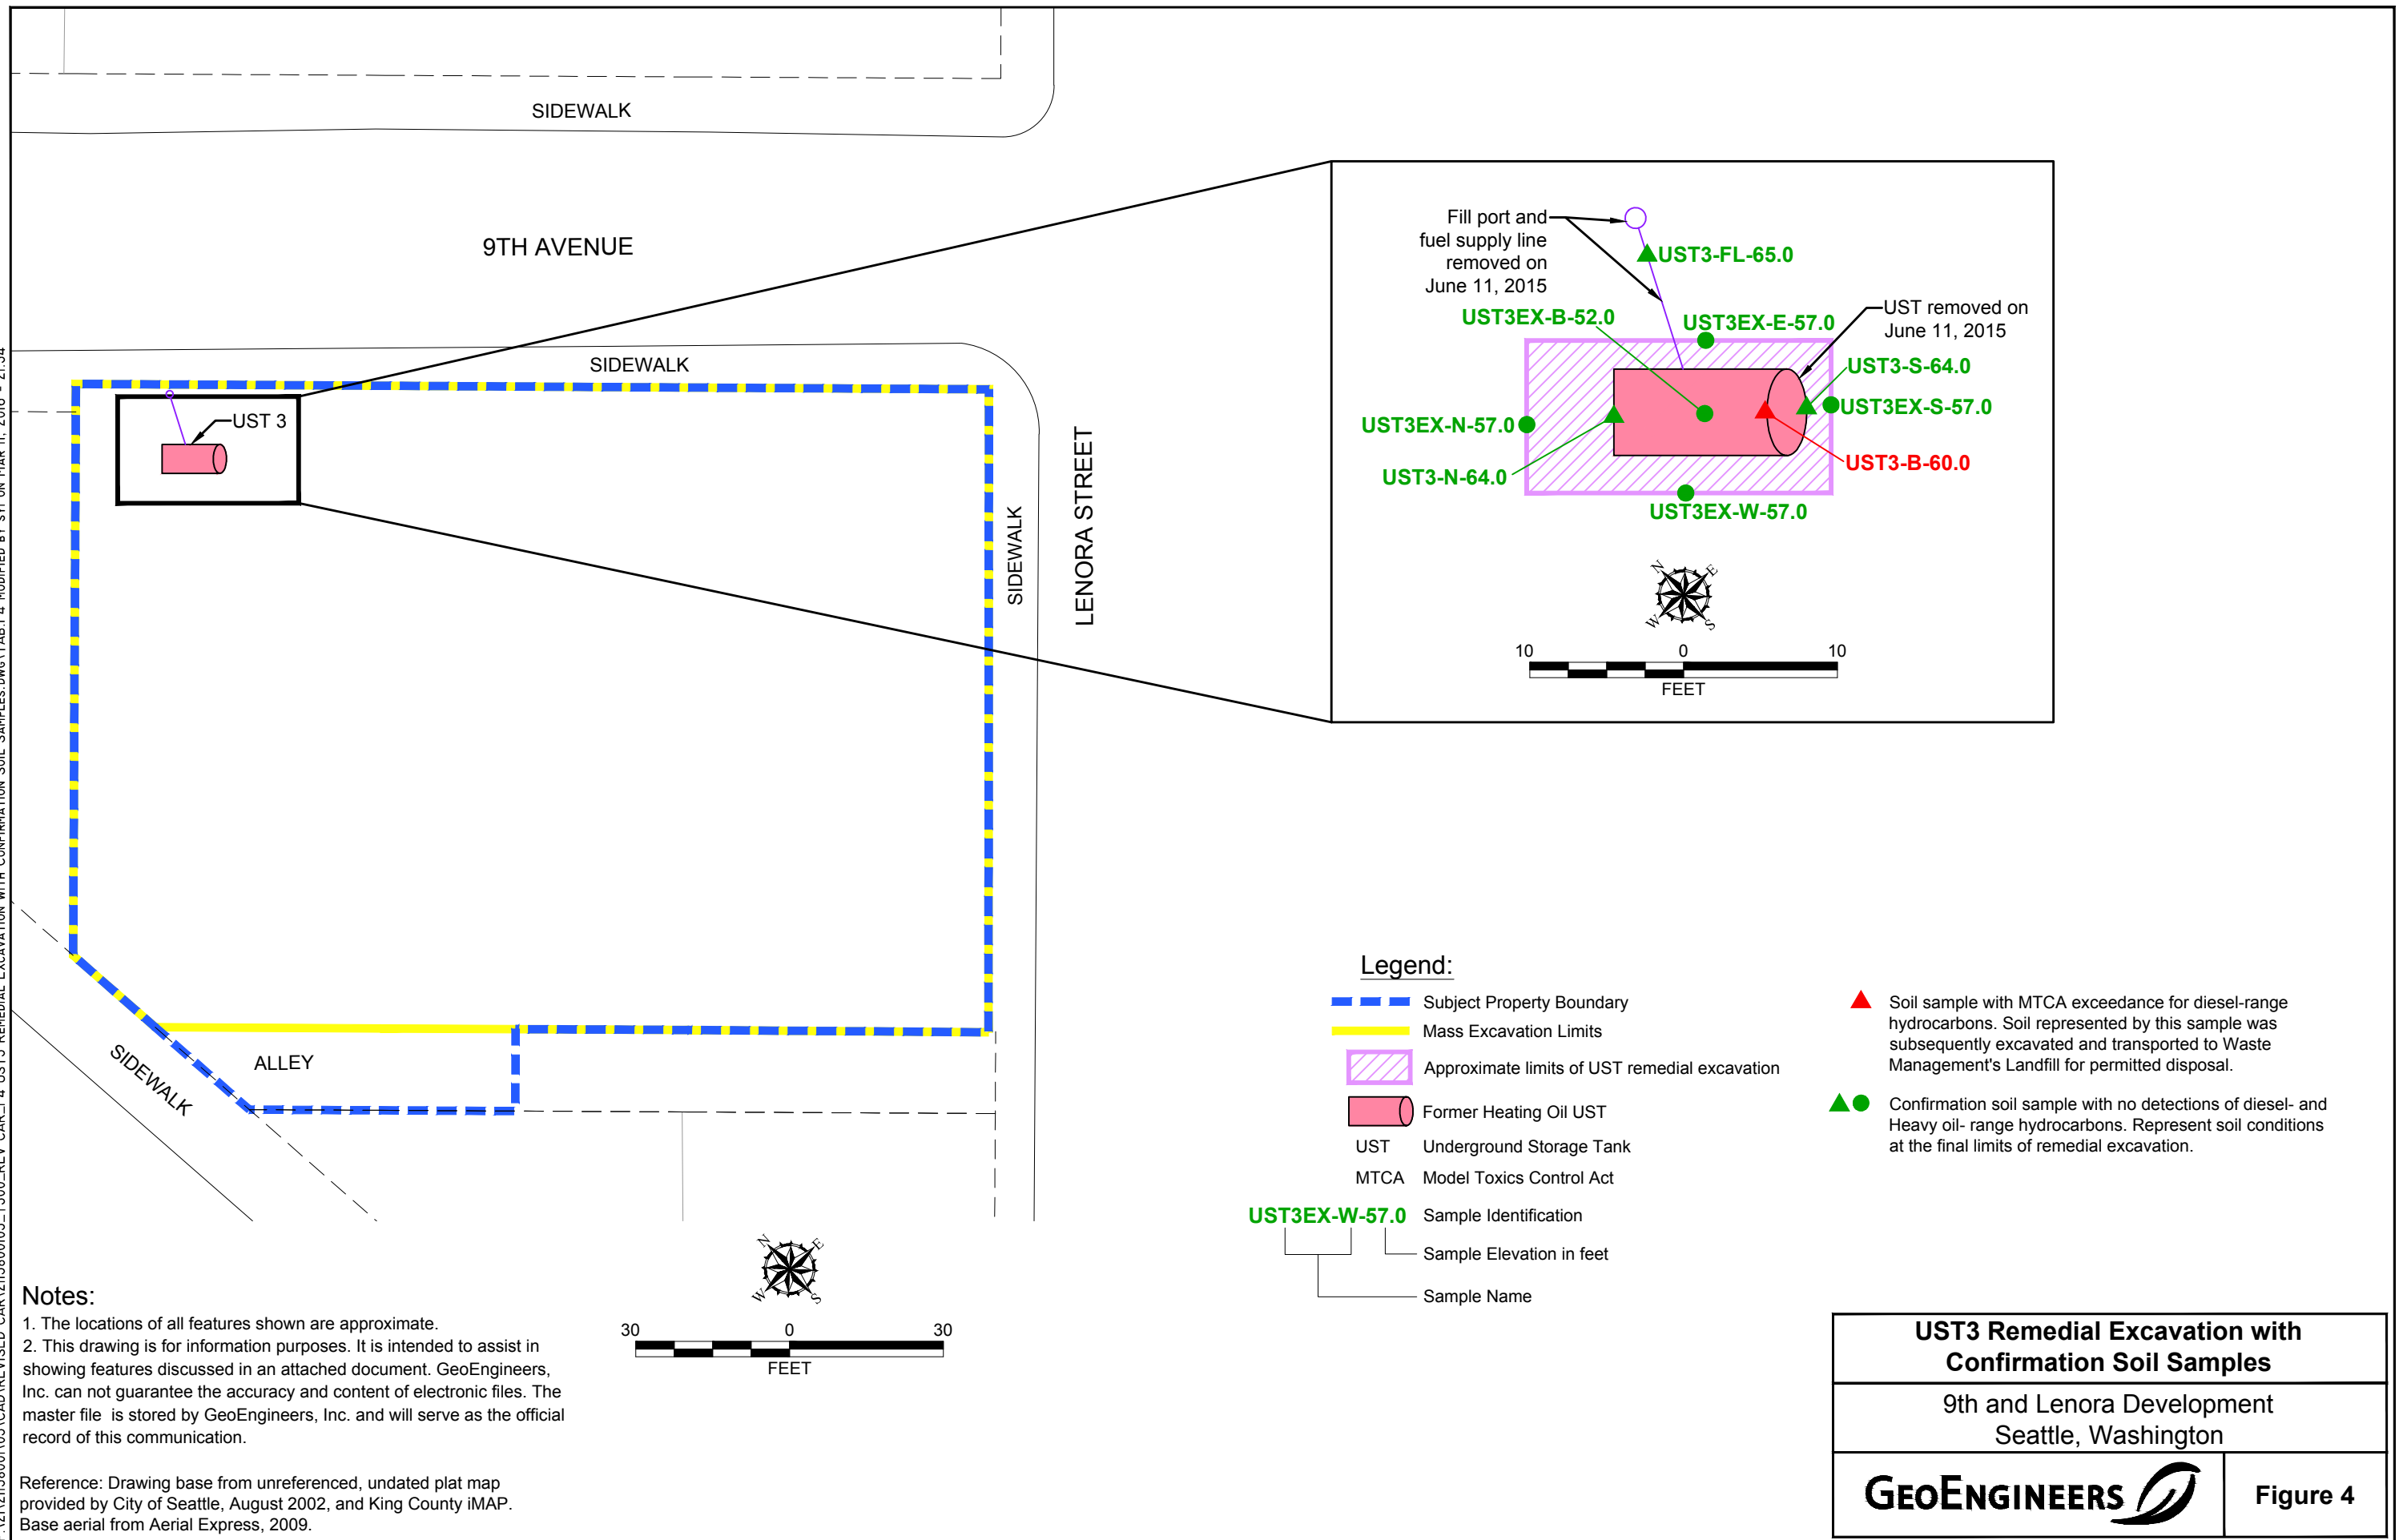 SIDEWALK
9TH AVENUE
SIDEWALK
UST 3
SIDEWALK
LENORA STREET
ALLEY
SIDEWALK
Fill port and
fuel supply line
removed on
June 11, 2015
UST3-FL-65.0
UST removed on
June 11, 2015
UST3EX-B-52.0
UST3EX-E-57.0
UST3-S-64.0
UST3EX-S-57.0
UST3EX-N-57.0
UST3-N-64.0
UST3-B-60.0
UST3EX-W-57.0
N E
W S
10 0 10
FEET
Legend:
Subject Property Boundary
Mass Excavation Limits
Approximate limits of UST remedial excavation
Former Heating Oil UST
UST Underground Storage Tank
MTCA Model Toxics Control Act
UST3EX-W-57.0 Sample Identification
Sample Elevation in feet
Sample Name
Soil sample with MTCA exceedance for diesel-range
hydrocarbons. Soil represented by this sample was
subsequently excavated and transported to Waste
Management's Landfill for permitted disposal.
Confirmation soil sample with no detections of diesel- and
Heavy oil- range hydrocarbons. Represent soil conditions
at the final limits of remedial excavation.
N E
W S
30 0 30
FEET
Notes:
1. The locations of all features shown are approximate.
2. This drawing is for information purposes. It is intended to assist in
showing features discussed in an attached document. GeoEngineers,
Inc. can not guarantee the accuracy and content of electronic files. The
master file is stored by GeoEngineers, Inc. and will serve as the official
record of this communication.
Reference: Drawing base from unreferenced, undated plat map
provided by City of Seattle, August 2002, and King County iMAP.
Base aerial from Aerial Express, 2009.
UST3 Remedial Excavation with
Confirmation Soil Samples
9th and Lenora Development
Seattle, Washington
GEOENGINEERS
Figure 4